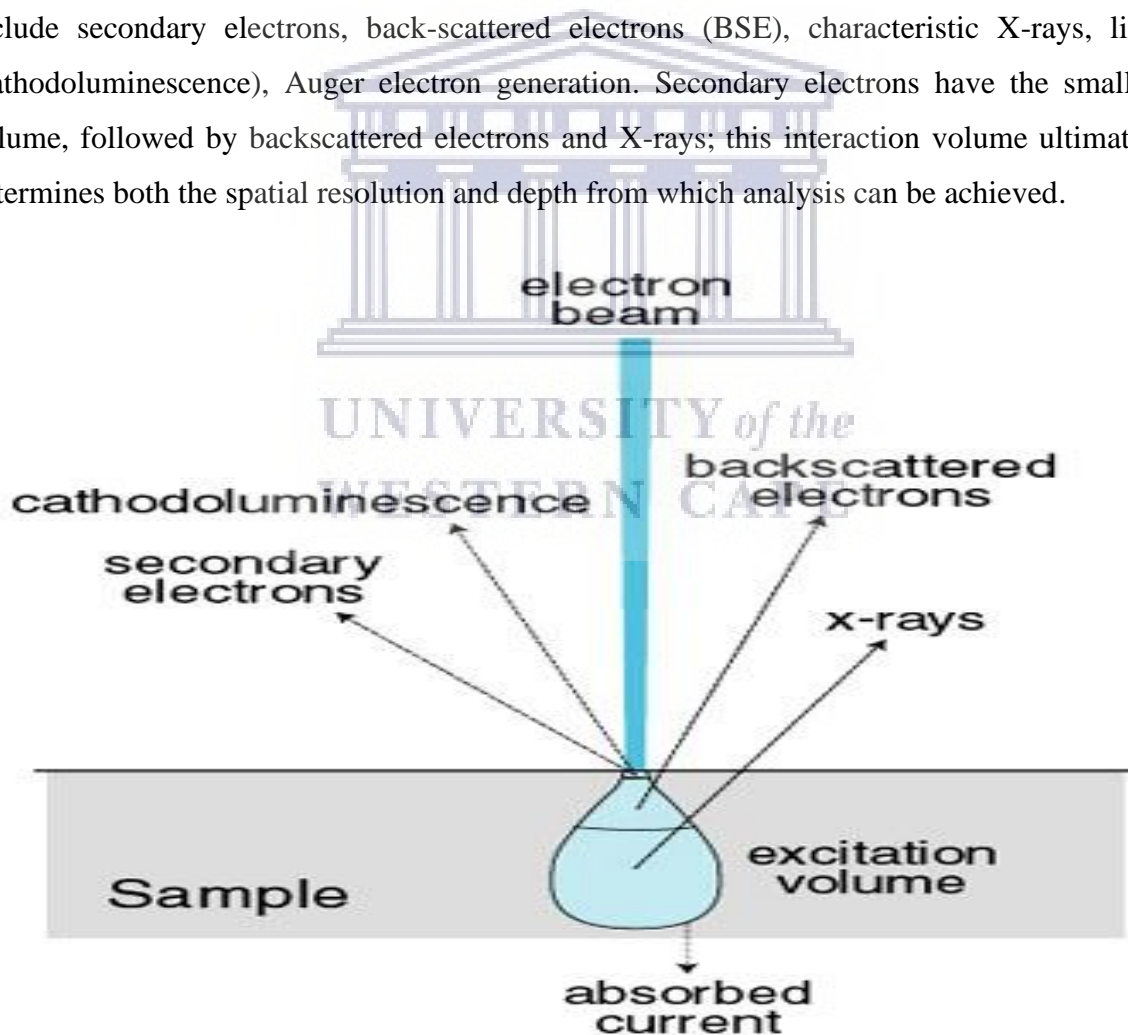 clude secondary electrons, back-scattered electrons (BSE), characteristic X-rays, li
athodoluminescence), Auger electron generation. Secondary electrons have the small
lume, followed by backscattered electrons and X-rays; this interaction volume ultimat
termines both the spatial resolution and depth from which analysis can be achieved.
electron
beam
UNIVERSITY of the
WESTERN CAPE
backscattered
electrons
cathodoluminescence
secondary
electrons
x-rays
excitation
volume
Sample
absorbed
current